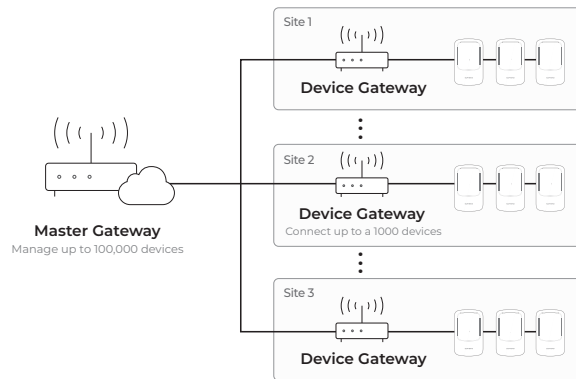 Site 1
Device Gateway
Site 2
Device Gateway
Connect up to a 1000 devices
Master Gateway
Manage up to 100,000 devices
Site 3
Device Gateway